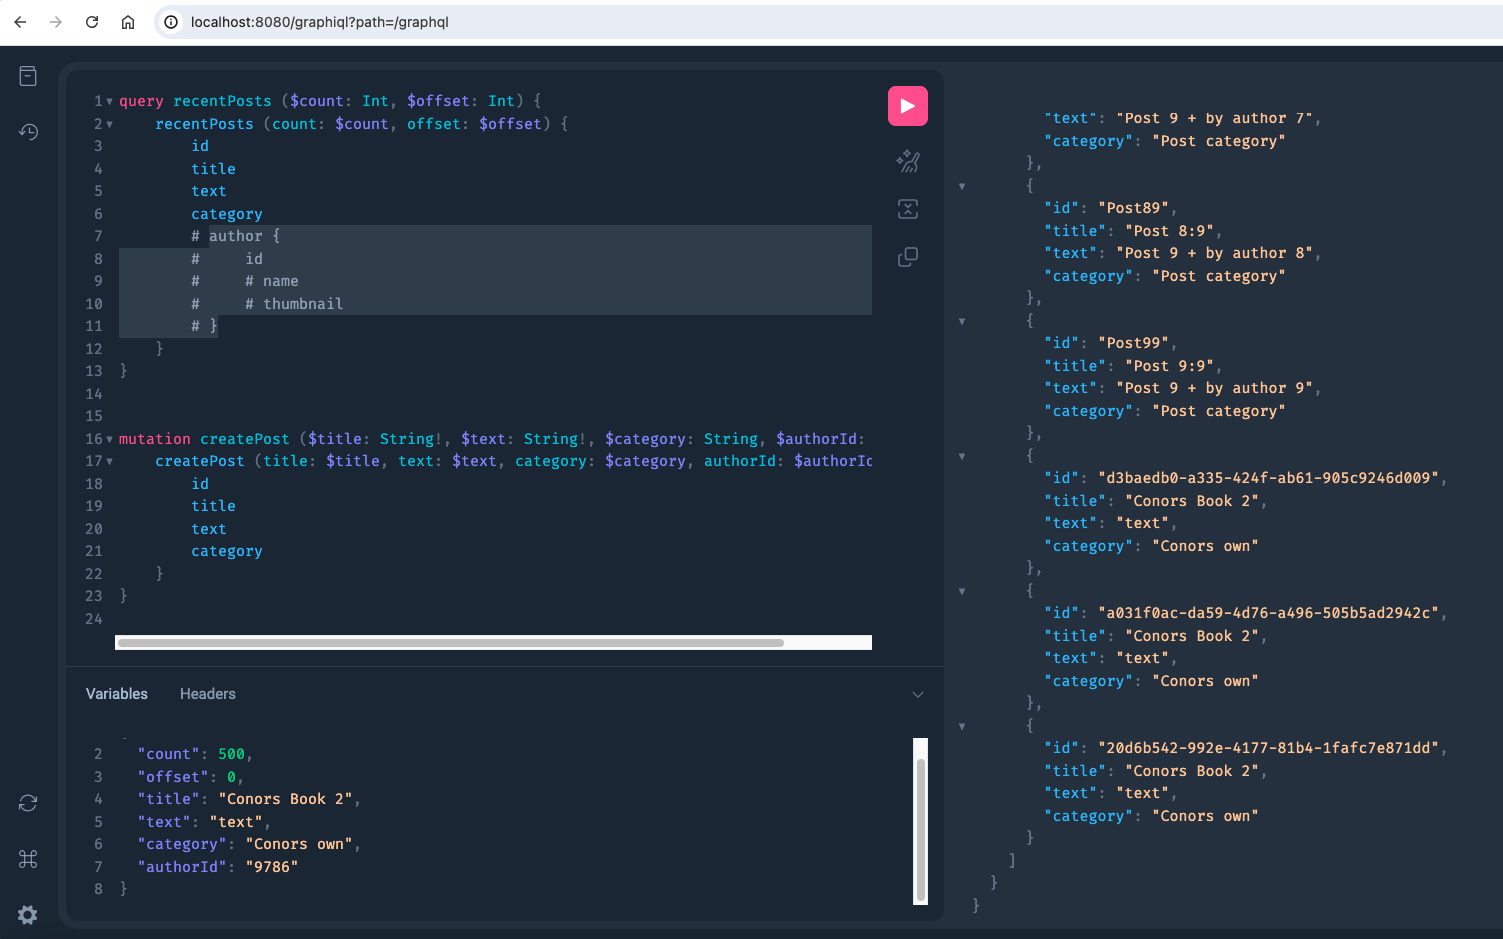 localhost:8080/graphiql?path=/graphql
1 query recentPosts ($count: Int, $offset: Int) {
2 recentPosts (count: $count, offset: $offset) {
3 id
4 title
5 text
6 category
7 # author {
8 # id
9 # # name
10 # # thumbnail
11 # }
12 }
13 }
14
15
16 mutation createPost ($title: String!, $text: String!, $category: String, $authorId:
17 createPost (title: $title, text: $text, category: $category, authorId: $authorId
18 id
19 title
20 text
21 category
22 }
23 }
24
Variables Headers
2 "count": 500,
3 "offset": 0,
4 "title": "Conors Book 2",
5 "text": "text",
6 "category": "Conors own",
7 "authorId": "9786"
8 }
"text": "Post 9 + by author 7",
"category": "Post category"
},
{
"id": "Post89",
"title": "Post 8:9",
"text": "Post 9 + by author 8",
"category": "Post category"
},
{
"id": "Post99",
"title": "Post 9:9",
"text": "Post 9 + by author 9",
"category": "Post category"
},
{
"id": "d3baedb0-a335-424f-ab61-905c9246d009",
"title": "Conors Book 2",
"text": "text",
"category": "Conors own"
},
{
"id": "a031f0ac-da59-4d76-a496-505b5ad2942c",
"title": "Conors Book 2",
"text": "text",
"category": "Conors own"
},
{
"id": "20d6b542-992e-4177-81b4-1fafc7e871dd",
"title": "Conors Book 2",
"text": "text",
"category": "Conors own"
}
]
}
}